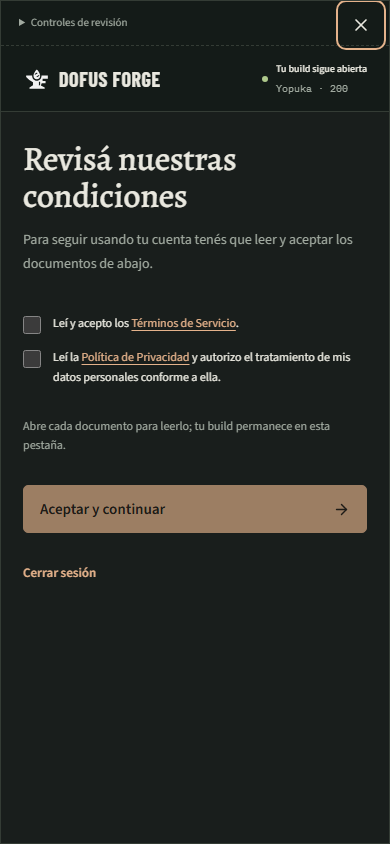 Controles de revisión
DOFUS FORGE
Tu build sigue abierta
Yopuka · 200
Revisá nuestras
condiciones
Para seguir usando tu cuenta tenés que leer y aceptar los
documentos de abajo.
Leí y acepto los Términos de Servicio.
Leí la Política de Privacidad y autorizo el tratamiento de mis
datos personales conforme a ella.
Abre cada documento para leerlo; tu build permanece en esta
pestaña.
Aceptar y continuar
Cerrar sesión